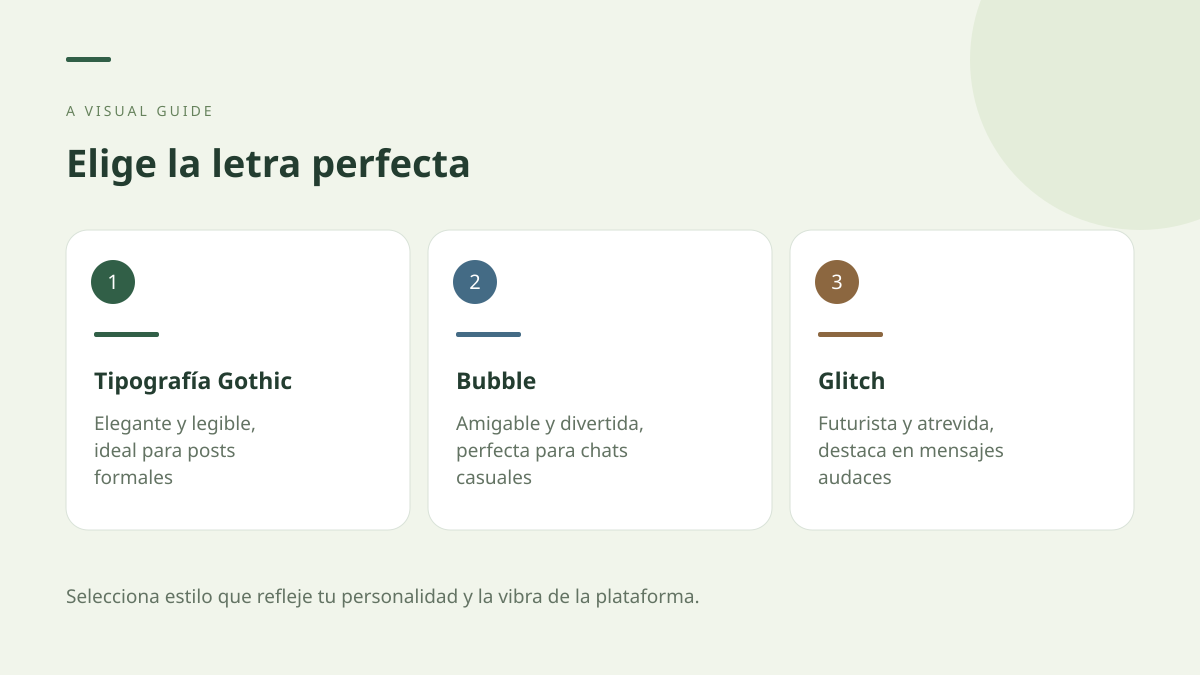 A VISUAL GUIDE
Elige la letra perfecta
1
Tipografía Gothic
Elegante y legible,
ideal para posts
formales
2
Bubble
Amigable y divertida,
perfecta para chats
casuales
3
Glitch
Futurista y atrevida,
destaca en mensajes
audaces
Selecciona estilo que refleje tu personalidad y la vibra de la plataforma.